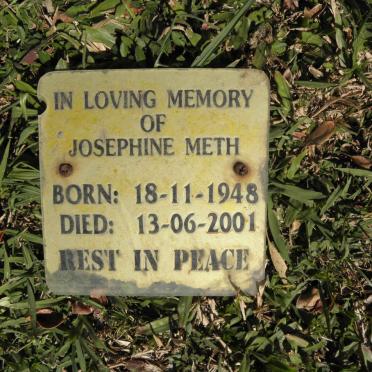 IN LOVING MEMORY
OF
JOSEPHINE METH
BORN: 18-11-1948
DIED: 13-06-2001
REST IN PEACE